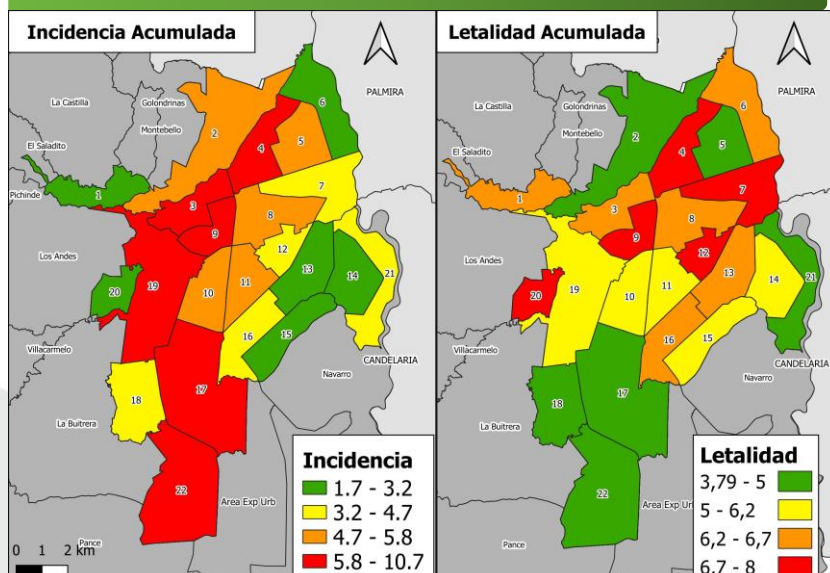 Incidencia Acumulada
La Castilla
Golondrinas
Montebello
El Saladito
Pichinde
Los Andes
Villacarmelo
La Buitrera
Pance
PALMIRA
CANDELARIA
Navarro
Area Exp Urb
1
2
3
4
5
6
7
8
9
10
11
12
13
14
15
16
17
18
19
20
21
22
Incidencia
1.7 - 3.2
3.2 - 4.7
4.7 - 5.8
5.8 - 10.7
0 1 2 km
Letalidad Acumulada
La Castilla
Golondrinas
Montebello
El Saladito
Pichinde
Los Andes
Villacarmelo
La Buitrera
Pance
PALMIRA
CANDELARIA
Navarro
Area Exp
1
2
3
4
5
6
7
8
9
10
11
12
13
14
15
16
17
18
19
20
21
22
Letalidad
3,79 - 5
5 - 6,2
6,2 - 6,7
6,7 - 8